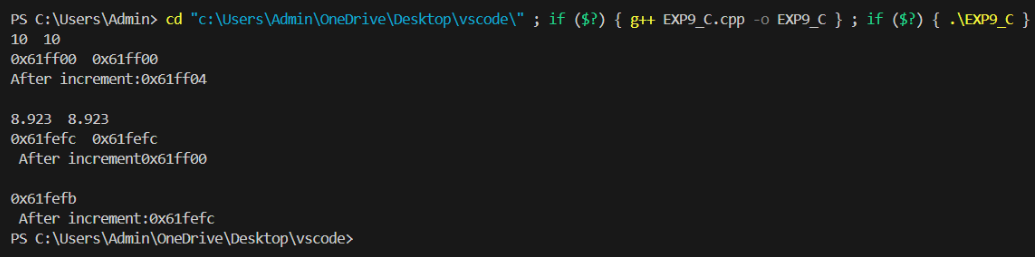 PS C:\Users\Admin> cd "c:\Users\Admin\OneDrive\Desktop\vscode\" ; if ($?) { g++ EXP9_C.cpp -o EXP9_C } ; if ($?) { .\EXP9_C }
10  10
0x61ff00  0x61ff00
After increment:0x61ff04
8.923  8.923
0x61fefc  0x61fefc
 After increment0x61ff00
0x61fefb
 After increment:0x61fefc
PS C:\Users\Admin\OneDrive\Desktop\vscode>